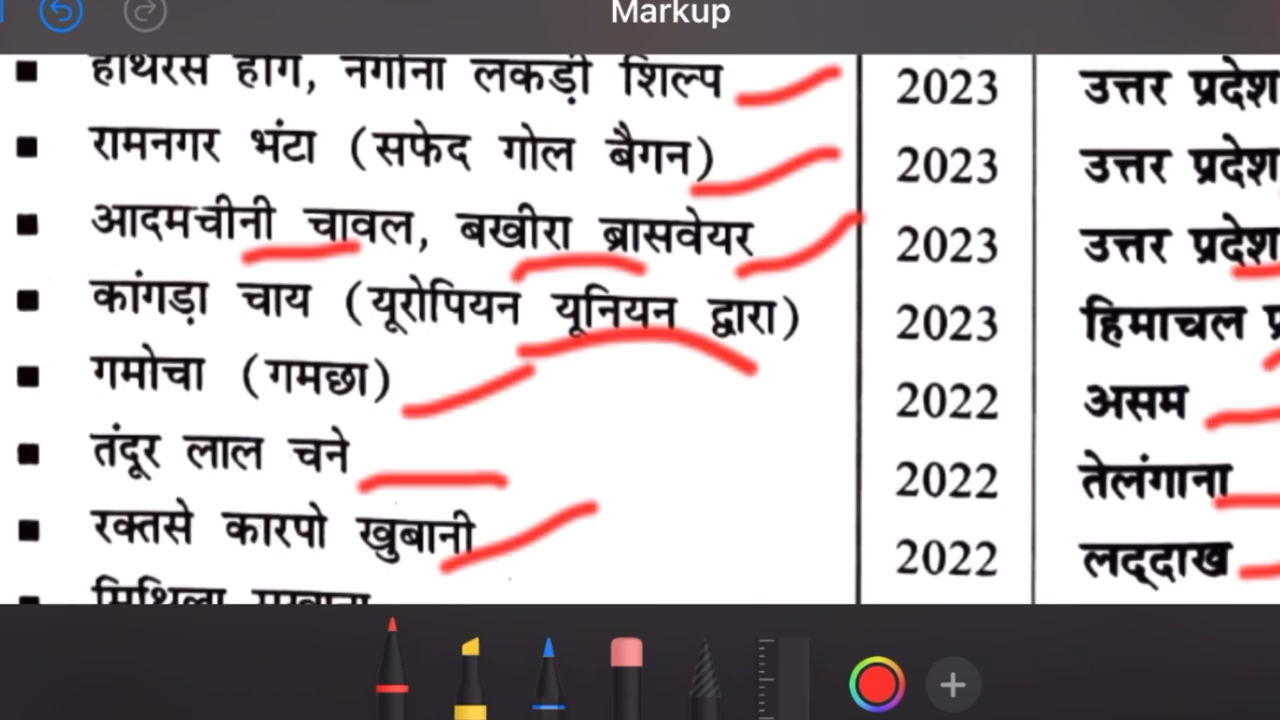 Markup
हाथरस हींग, नगीना लकड़ी शिल्प 2023 उत्तर प्रदेश
रामनगर भंटा (सफेद गोल बैगन) 2023 उत्तर प्रदेश
आदमचीनी चावल, बखीरा ब्रासवेयर 2023 उत्तर प्रदेश
कांगड़ा चाय (यूरोपियन यूनियन द्वारा) 2023 हिमाचल
गमोचा (गमछा) 2022 असम
तंदूर लाल चने 2022 तेलंगाना
रक्तसे कारपो खुबानी 2022 लद्दाख
मिथिला मखाना